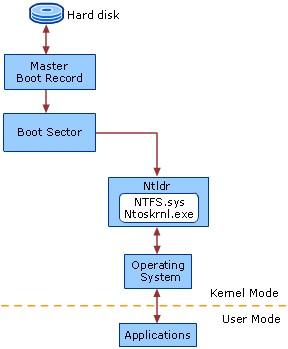 Hard disk
Master
Boot Record
Boot Sector
Ntldr
NTFS.sys
Ntoskrnl.exe
Operating
System
Kernel Mode
User Mode
Applications